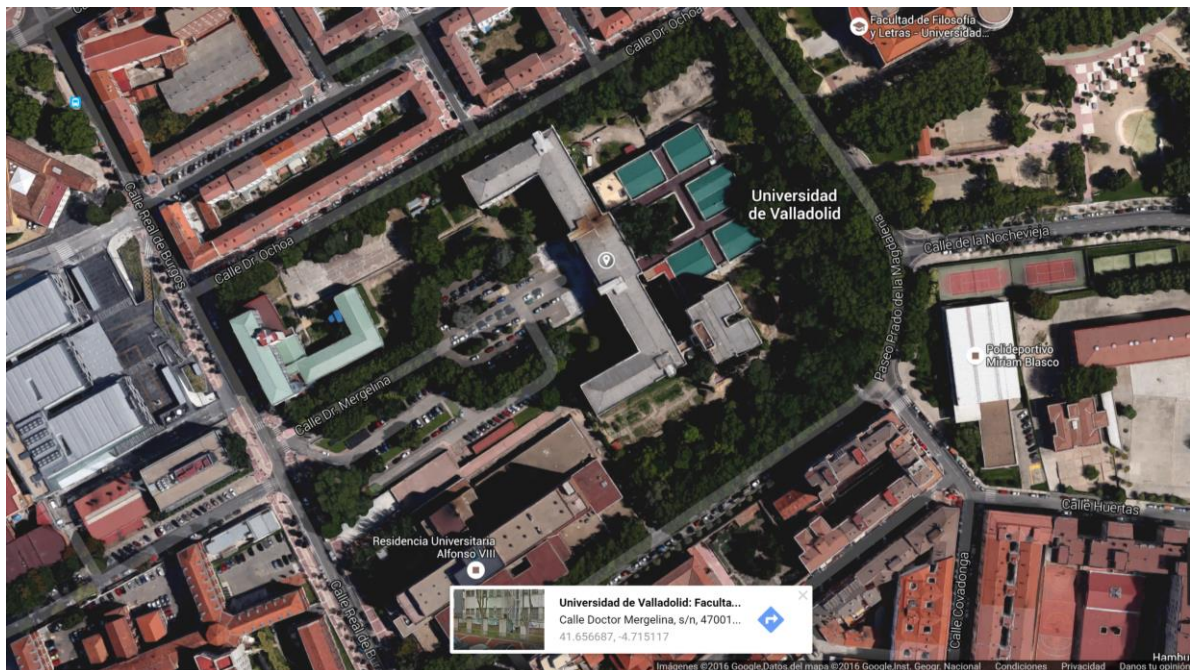 Calle Dr. Ochoa
Facultad de Filosofía
y Letras - Universidad...
Calle Real de Burgos
Calle Dr. Ochoa
Universidad
de Valladolid
Calle de la Nochevieja
Paseo Prado de la Magdalena
Polideportivo
Miriam Blasco
Calle Dr. Mergelina
Calle Huertas
Residencia Universitaria
Alfonso VIII
Calle Real de
Calle Covadonga
Universidad de Valladolid: Faculta...
Calle Doctor Mergelina, s/n, 47001...
41.656687, -4.715117
Hambu
Imágenes ©2016 Google,Datos del mapa ©2016 Google,Inst. Geogr. Nacional Condiciones Privacidad Danos tu opinión